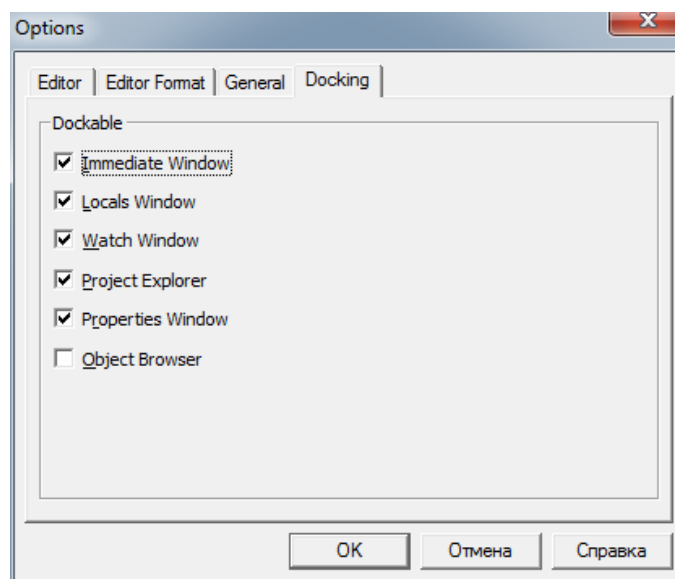 Options
Editor Editor Format General Docking
Dockable
Immediate Window
Locals Window
Watch Window
Project Explorer
Properties Window
Object Browser
OK Отмена Справка